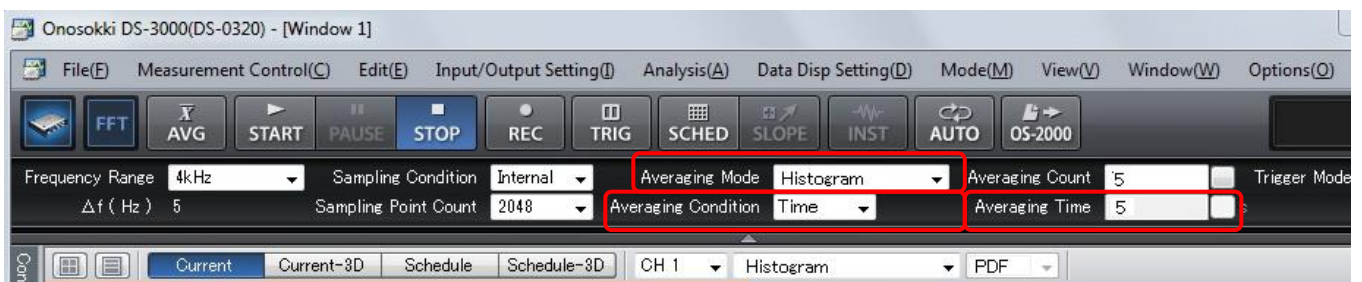 Onosokki DS-3000(DS-0320) - [Window 1]
File(F) Measurement Control(C) Edit(E) Input/Output Setting(I) Analysis(A) Data Disp Setting(D) Mode(M) View(V) Window(W) Options(O)
FFT X AVG START PAUSE STOP REC TRIG SCHED SLOPE INST AUTO OS-2000
Frequency Range 4kHz Sampling Condition Internal Averaging Mode Histogram Averaging Count 5 Trigger Mode
Δf ( Hz ) 5 Sampling Point Count 2048 Averaging Condition Time Averaging Time 5 s
Con
Current Current-3D Schedule Schedule-3D CH 1 Histogram PDF